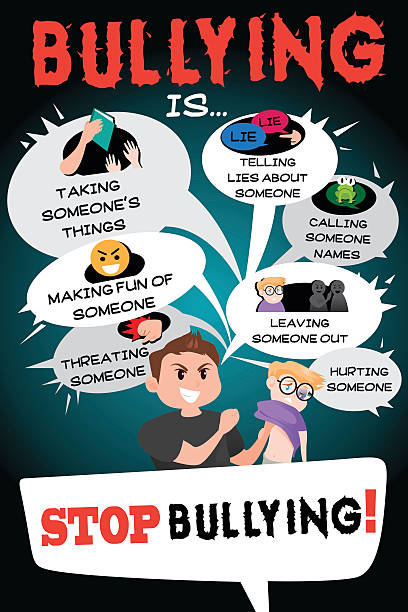 BULLYING
IS...
TAKING
SOMEONE'S
THINGS
LIE
LIE
TELLING
LIES ABOUT
SOMEONE
CALLING
SOMEONE
NAMES
MAKING FUN OF
SOMEONE
LEAVING
SOMEONE OUT
THREATING
SOMEONE
HURTING
SOMEONE
STOP BULLYING!